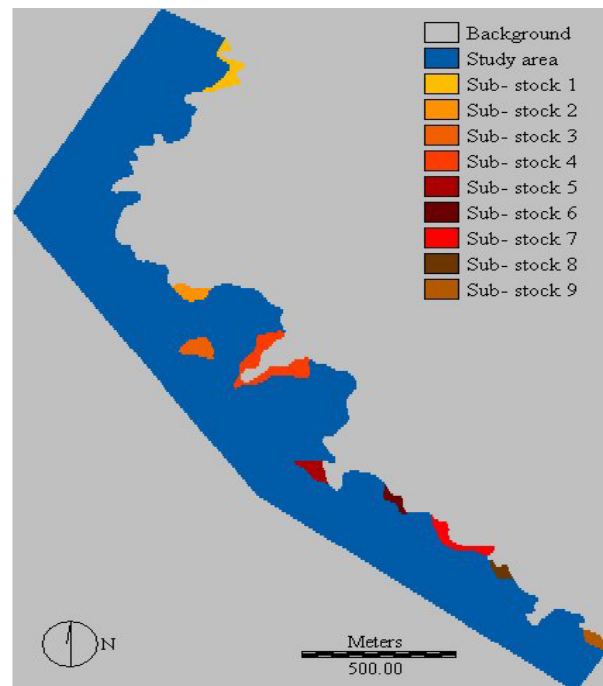 Background
Study area
Sub- stock 1
Sub- stock 2
Sub- stock 3
Sub- stock 4
Sub- stock 5
Sub- stock 6
Sub- stock 7
Sub- stock 8
Sub- stock 9
N
Meters
500.00